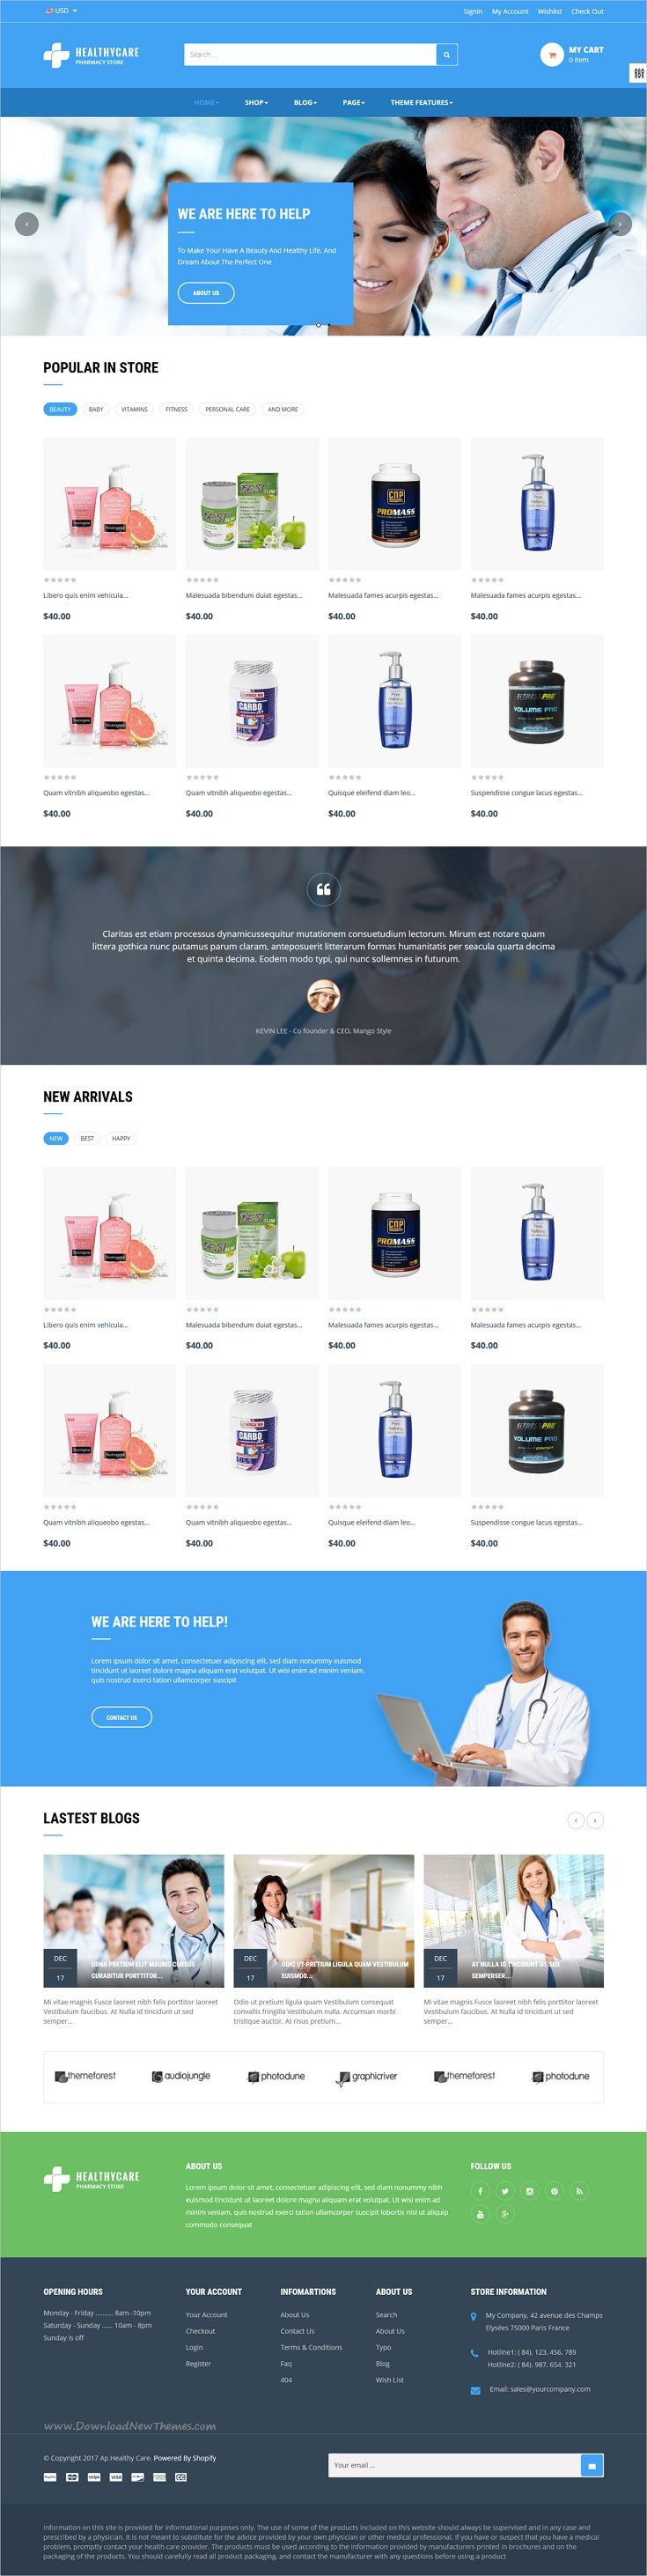 USD
Signin My Account Wishlist Check Out
HEALTHYCARE
PHARMACY STORE
Search ...
MY CART
0 item
HOME SHOP BLOG PAGE THEME FEATURES
WE ARE HERE TO HELP
To Make Your Have A Beauty And Healthy Life, And
Dream About The Perfect One
ABOUT US
POPULAR IN STORE
BEAUTY BABY VITAMINS FITNESS PERSONAL CARE AND MORE
Libero quis enim vehicula... Malesuada bibendum duiat egestas... Malesuada fames acurpis egestas... Malesuada fames acurpis egestas...
$40.00 $40.00 $40.00 $40.00
Quam vitnibh aliqueobo egestas... Quam vitnibh aliqueobo egestas... Quisque eleifend diam leo... Suspendisse congue lacus egestas...
$40.00 $40.00 $40.00 $40.00
Claritas est etiam processus dynamicussequitur mutationem consuetudium lectorum. Mirum est notare quam
littera gothica nunc putamus parum claram, anteposuerit litterarum formas humanitatis per seacula quarta decima
et quinta decima. Eodem modo typi, qui nunc sollemnes in futurum.
KEVIN LEE - Co founder & CEO, Mango Style
NEW ARRIVALS
NEW BEST HAPPY
Libero quis enim vehicula... Malesuada bibendum duiat egestas... Malesuada fames acurpis egestas... Malesuada fames acurpis egestas...
$40.00 $40.00 $40.00 $40.00
Quam vitnibh aliqueobo egestas... Quam vitnibh aliqueobo egestas... Quisque eleifend diam leo... Suspendisse congue lacus egestas...
$40.00 $40.00 $40.00 $40.00
WE ARE HERE TO HELP!
Lorem ipsum dolor sit amet, consectetuer adipiscing elit, sed diam nonummy euismod
tincidunt ut laoreet dolore magna aliquam erat volutpat. Ut wisi enim ad minim veniam,
quis nostrud exerci tation ullamcorper suscipit
CONTACT US
LASTEST BLOGS
DEC
17
URNA PRETIUM ELIT MAURIS CURSUS
CURABITUR PORTTITOR...
DEC
17
ODIO UT PRETIUM LIGULA QUAM VESTIBULUM
EUISMOD...
DEC
17
AT NULLA ID TINCIDUNT UT SED
SEMPERSER...
Mi vitae magnis Fusce laoreet nibh felis porttitor laoreet
Vestibulum faucibus. At Nulla id tincidunt ut sed
semper...
Odio ut pretium ligula quam Vestibulum consequat
convallis fringilla Vestibulum nulla. Accumsan morbi
tristique auctor. At risus pretium...
Mi vitae magnis Fusce laoreet nibh felis porttitor laoreet
Vestibulum faucibus. At Nulla id tincidunt ut sed
semper...
themeforest audiojungle photodune graphicriver themeforest photodune
HEALTHYCARE
PHARMACY STORE
ABOUT US
Lorem ipsum dolor sit amet, consectetuer adipiscing elit, sed diam nonummy nibh
euismod tincidunt ut laoreet dolore magna aliquam erat volutpat. Ut wisi enim ad
minim veniam, quis nostrud exerci tation ullamcorper suscipit lobortis nisl ut aliquip
commodo consequat
FOLLOW US
OPENING HOURS
Monday - Friday .......... 8am -10pm
Saturday - Sunday ...... 10am - 8pm
Sunday is off
YOUR ACCOUNT
Your Account
Checkout
Login
Register
INFOMARTIONS
About Us
Contact Us
Terms & Conditions
Faq
404
ABOUT US
Search
About Us
Typo
Blog
Wish List
STORE INFORMATION
My Company, 42 avenue des Champs
Elysées 75000 Paris France
Hotline1: ( 84). 123. 456. 789
Hotline2: ( 84). 987. 654. 321
Email: sales@yourcompany.com
www.DownloadNewThemes.com
© Copyright 2017 Ap Healthy Care. Powered By Shopify
Your email ...
Information on this site is provided for informational purposes only. The use of some of the products included on this website should always be supervised and in any case and
prescribed by a physician. It is not meant to substitute for the advice provided by your own physician or other medical professional. If you have or suspect that you have a medical
problem, promptly contact your health care provider. The products must be used according to the information provided by manufacturers printed in brochures and on the
packaging of the products. You should carefully read all product packaging, and contact the manufacturer with any questions before using a product